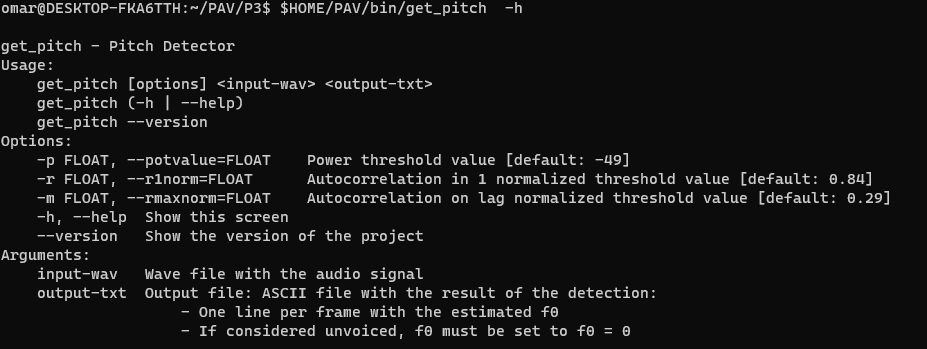 omar@DESKTOP-FKA6TTH:~/PAV/P3$ $HOME/PAV/bin/get_pitch  -h

get_pitch - Pitch Detector
Usage:
    get_pitch [options] <input-wav> <output-txt>
    get_pitch (-h | --help)
    get_pitch --version
Options:
    -p FLOAT, --potvalue=FLOAT    Power threshold value [default: -49]
    -r FLOAT, --r1norm=FLOAT      Autocorrelation in 1 normalized threshold value [default: 0.84]
    -m FLOAT, --rmaxnorm=FLOAT    Autocorrelation on lag normalized threshold value [default: 0.29]
    -h, --help  Show this screen
    --version   Show the version of the project
Arguments:
    input-wav   Wave file with the audio signal
    output-txt  Output file: ASCII file with the result of the detection:
                    - One line per frame with the estimated f0
                    - If considered unvoiced, f0 must be set to f0 = 0